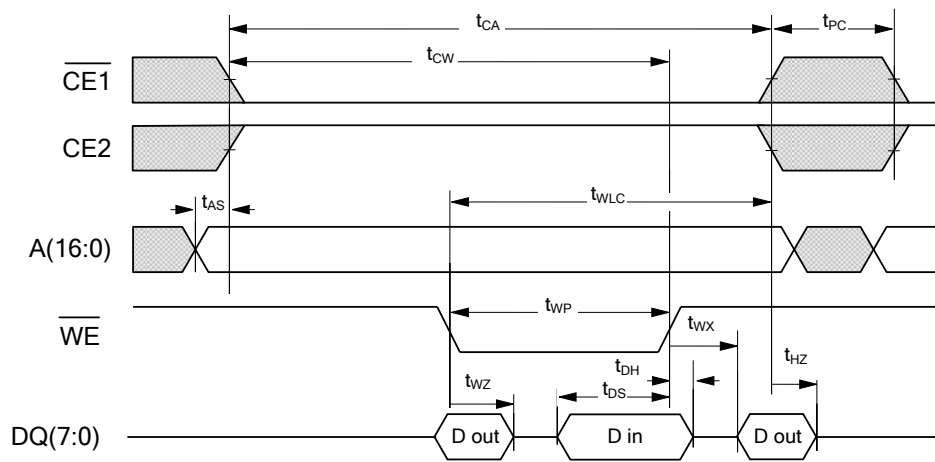 tCA
tPC
CE1
tCW
CE2
tAS
tWLC
A(16:0)
tWP
WE
tWX
tDH
tHZ
tWZ
tDS
DQ(7:0)
D out
D in
D out